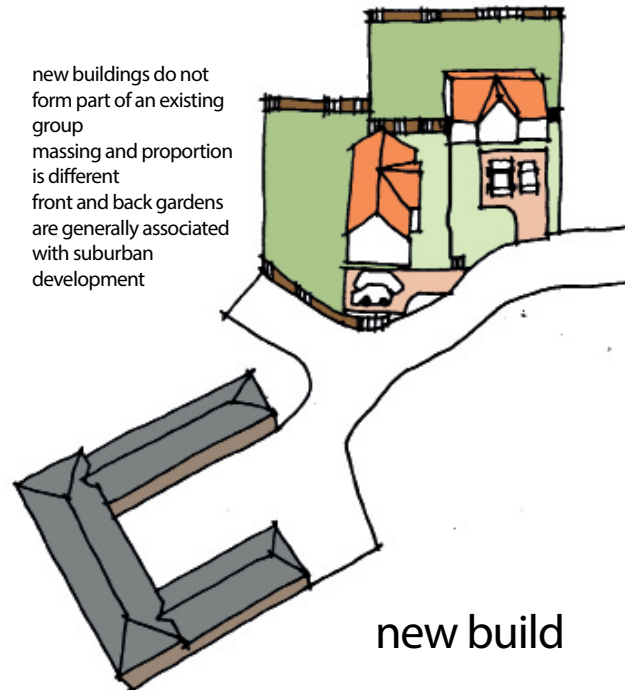 new buildings do not
form part of an existing
group
massing and proportion
is different
front and back gardens
are generally associated
with suburban
development
new build